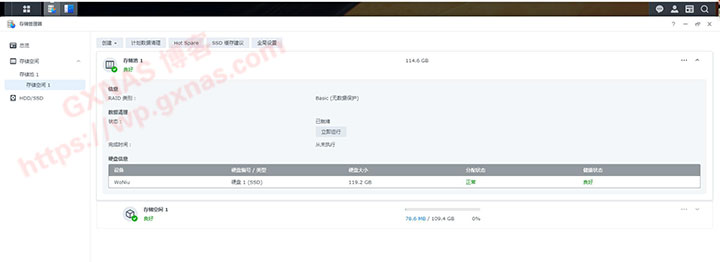 存储管理器
总览
存储空间
存储池 1
存储空间 1
HDD/SSD
创建
计划数据清理
Hot Spare
SSD 缓存建议
全局设置
存储池 1
良好
114.6 GB
信息
RAID 类别：
Basic (无数据保护)
数据清理
状态：
已就绪
立即运行
完成时间：
从未执行
硬盘信息
设备 硬盘编号 / 类型 硬盘大小 分配状态 健康状态
WoNiu 硬盘 1 (SSD) 119.2 GB 正常 良好
存储空间 1
良好
78.6 MB / 109.4 GB 0%
GXNAS 博客
https://wp.gxnas.com